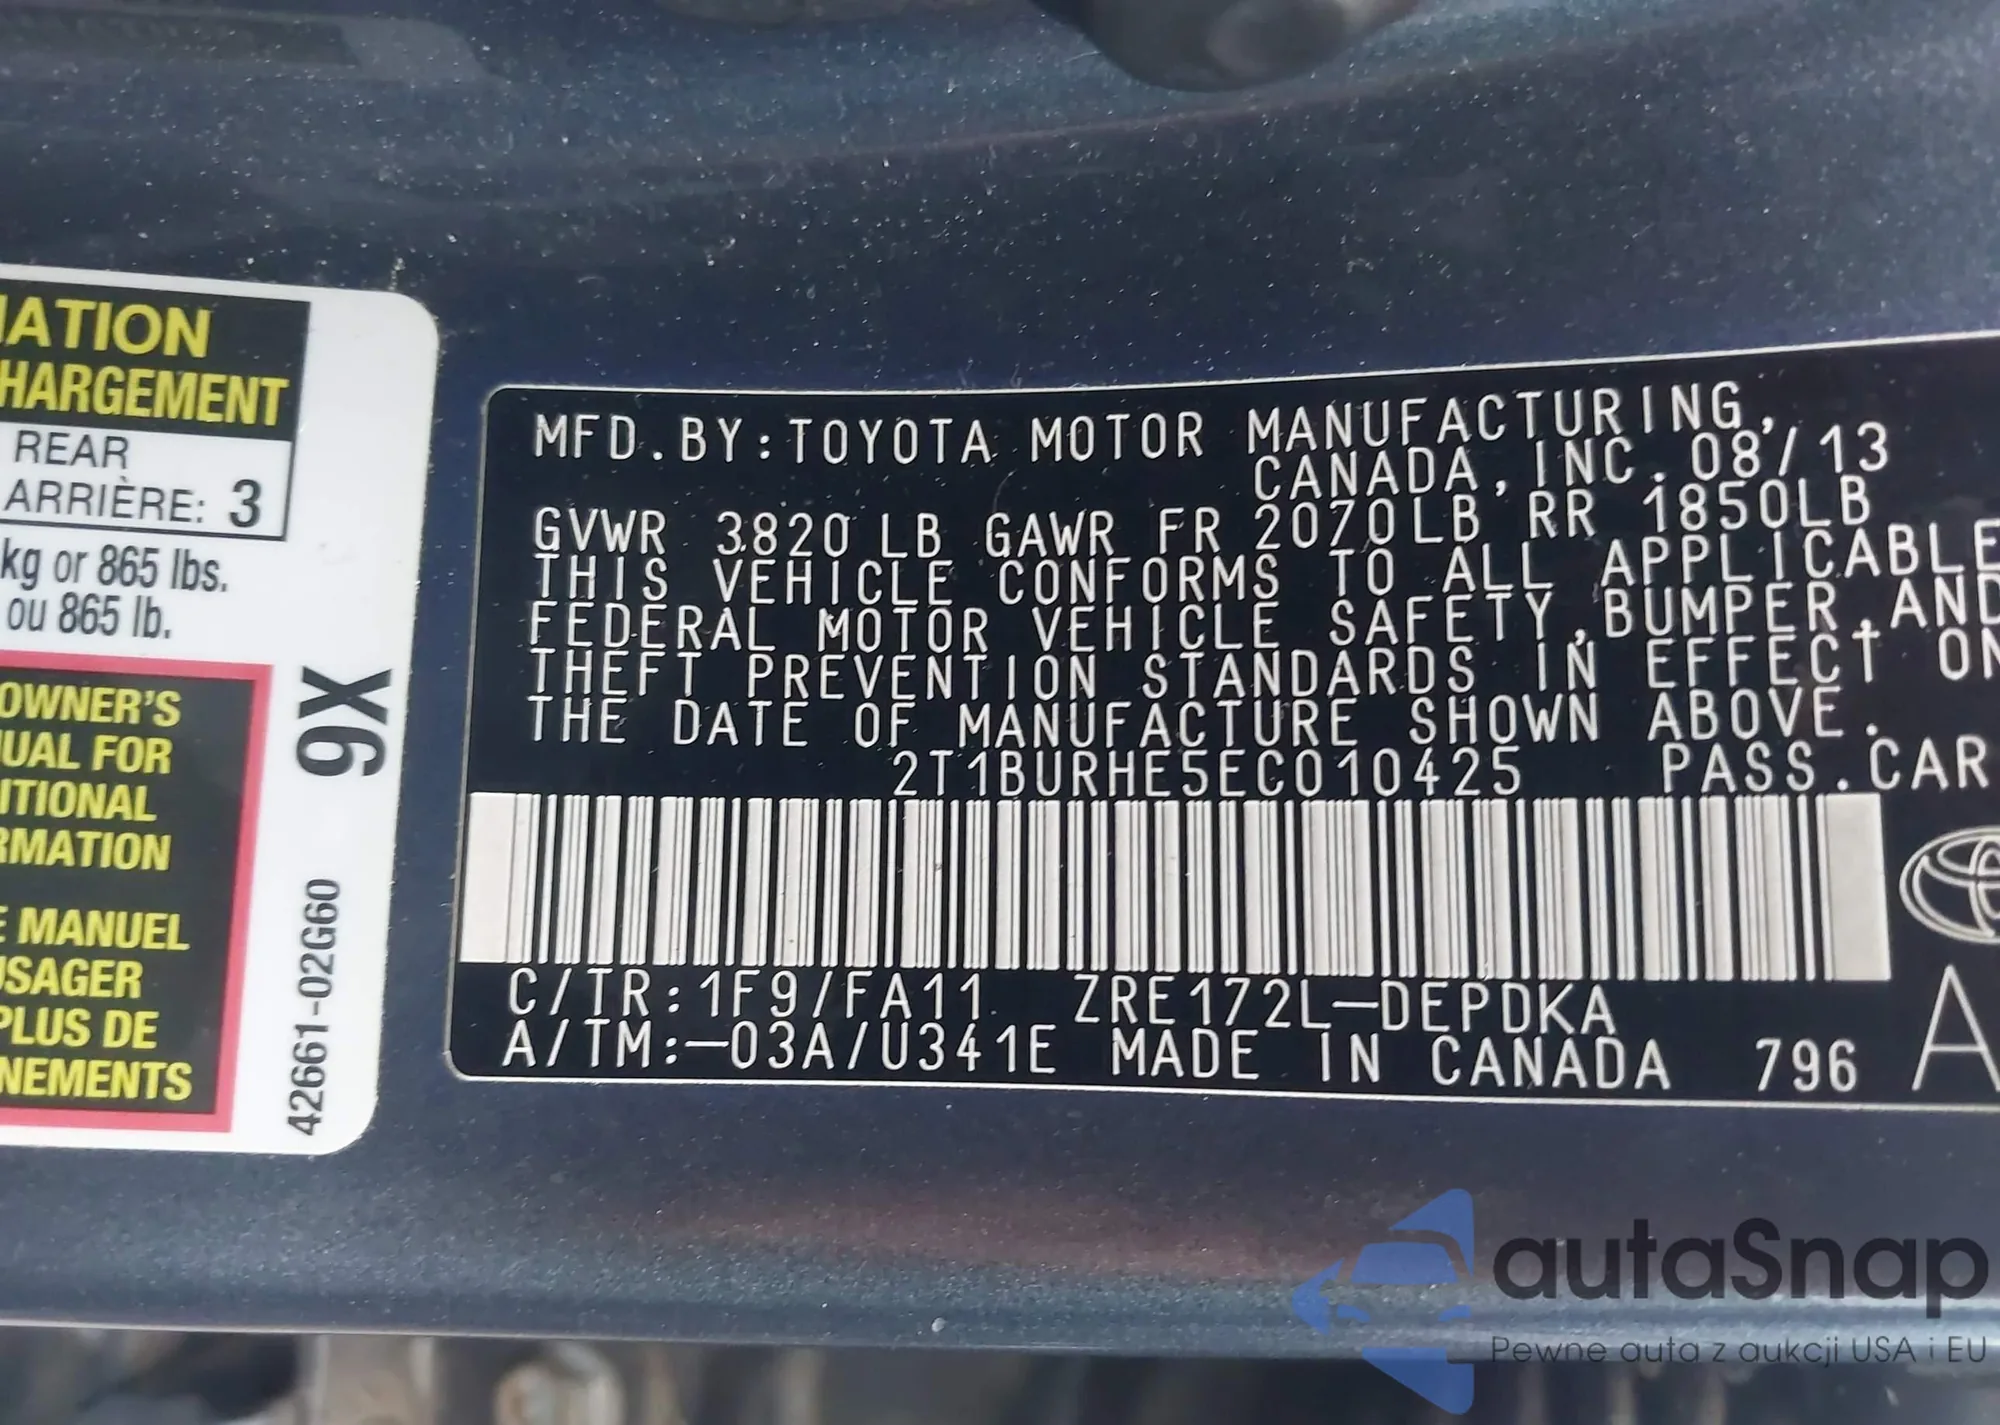 MATION
HARGEMENT
REAR
ARRIÈRE: 3
kg or 865 lbs.
ou 865 lb.
OWNER'S
UAL FOR
ITIONAL
RMATION
E MANUEL
USAGER
PLUS DE
NEMENTS
9X
42661-02G60
MFD.BY:TOYOTA MOTOR MANUFACTURING,
CANADA,INC. 08/13
GVWR 3820LB GAWR FR 2070LB RR 1850LB
THIS VEHICLE CONFORMS TO ALL APPLICABLE
FEDERAL MOTOR VEHICLE SAFETY,BUMPER,AND
THEFT PREVENTION STANDARDS IN EFFECT ON
THE DATE OF MANUFACTURE SHOWN ABOVE.
2T1BURHE5EC010425 PASS.CAR
C/TR:1F9/FA11 ZRE172L-DEPDKA
A/TM:-03A/U341E MADE IN CANADA 796 A
autaSnap
Pewne auta z aukcji USA i EU